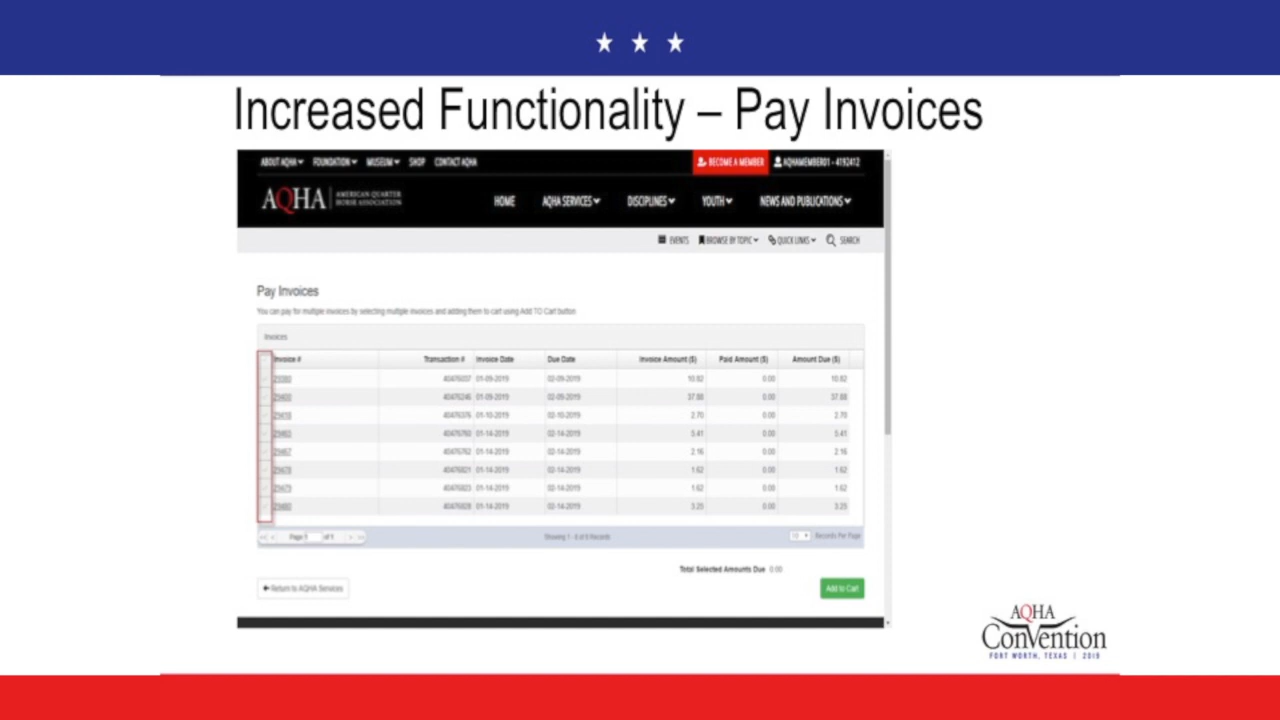 Increased Functionality – Pay Invoices
ABOUT AQHA FOUNDATION MUSEUM SHOP CONTACT AQHA BECOME A MEMBER AQHAMEMBER01 - 4192412
AQHA AMERICAN QUARTER HORSE ASSOCIATION HOME AQHA SERVICES DISCIPLINES YOUTH NEWS AND PUBLICATIONS
EVENTS BROWSE BY TOPIC QUICK LINKS SEARCH
Pay Invoices
You can pay for multiple invoices by selecting multiple invoices and adding them to cart using Add TO Cart button
Invoices
Invoice # Transaction # Invoice Date Due Date Invoice Amount ($) Paid Amount ($) Amount Due ($)
01-09-2019 02-09-2019 10.82 0.00 10.82
01-09-2019 02-09-2019 37.88 0.00 37.88
01-10-2019 02-10-2019 2.70 0.00 2.70
01-14-2019 02-14-2019 5.41 0.00 5.41
01-14-2019 02-14-2019 2.16 0.00 2.16
01-14-2019 02-14-2019 1.62 0.00 1.62
01-14-2019 02-14-2019 1.62 0.00 1.62
01-14-2019 02-14-2019 3.25 0.00 3.25
Page 1 of 1 Records Per Page
Total Selected Amounts Due 0.00
Return to AQHA Services Add to Cart
AQHA
Convention
FORT WORTH, TEXAS | 2019